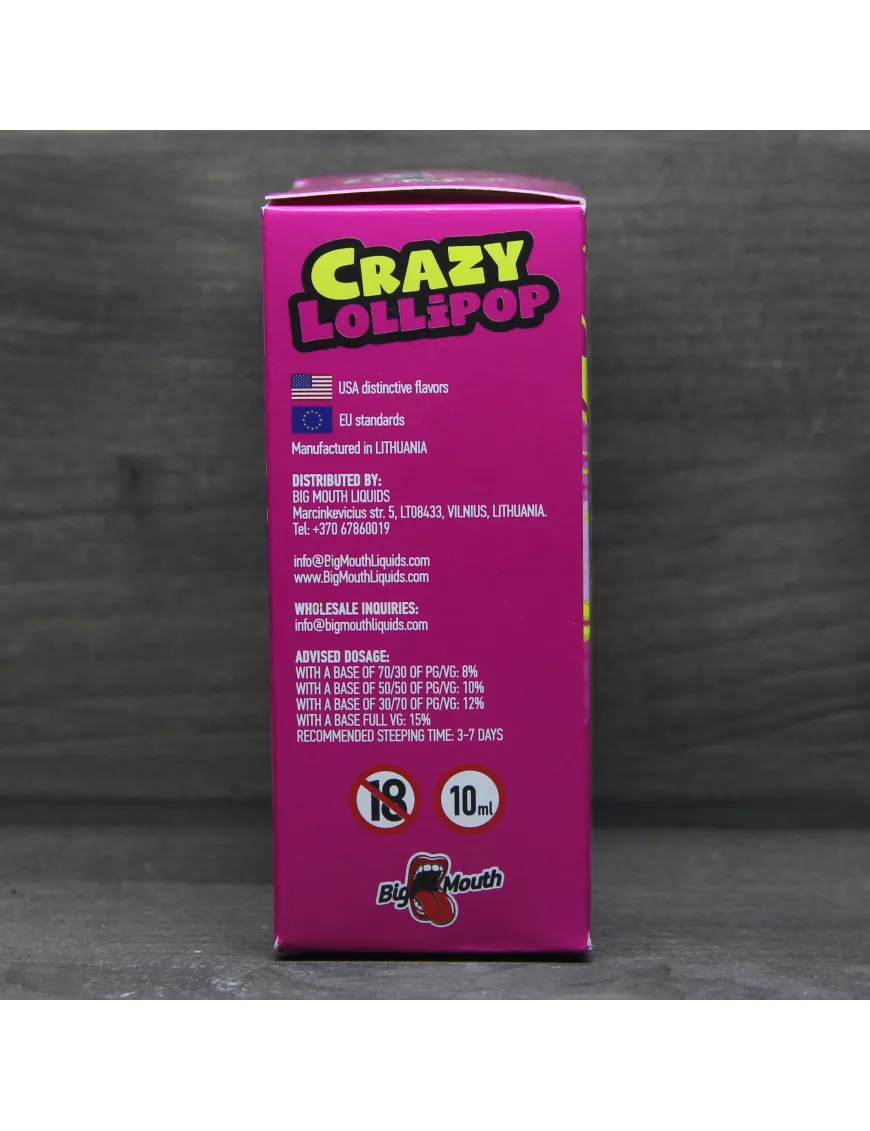 CRAZY
LOLLiPOP
USA distinctive flavors
EU standards
Manufactured in LITHUANIA
DISTRIBUTED BY:
BIG MOUTH LIQUIDS
Marcinkevicius str. 5, LT08433, VILNIUS, LITHUANIA.
Tel: +370 67860019
info@BigMouthLiquids.com
www.BigMouthLiquids.com
WHOLESALE INQUIRIES:
info@bigmouthliquids.com
ADVISED DOSAGE:
WITH A BASE OF 70/30 OF PG/VG: 8%
WITH A BASE OF 50/50 OF PG/VG: 10%
WITH A BASE OF 30/70 OF PG/VG: 12%
WITH A BASE FULL VG: 15%
RECOMMENDED STEEPING TIME: 3-7 DAYS
18 10ml
Big Mouth